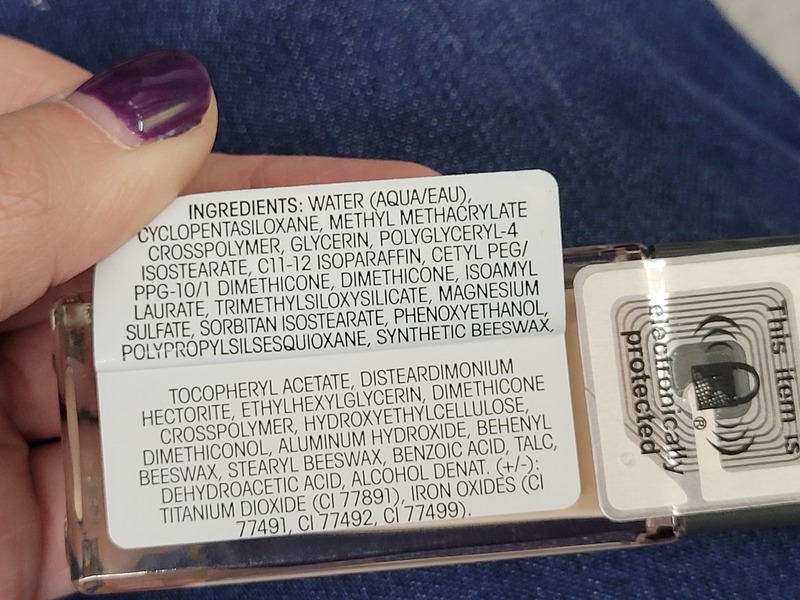 INGREDIENTS: WATER (AQUA/EAU),
CYCLOPENTASILOXANE, METHYL METHACRYLATE
CROSSPOLYMER, GLYCERIN, POLYGLYCERYL-4
ISOSTEARATE, C11-12 ISOPARAFFIN, CETYL PEG/
PPG-10/1 DIMETHICONE, DIMETHICONE, ISOAMYL
LAURATE, TRIMETHYLSILOXYSILICATE, MAGNESIUM
SULFATE, SORBITAN ISOSTEARATE, PHENOXYETHANOL,
POLYPROPYLSILSESQUIOXANE, SYNTHETIC BEESWAX,
TOCOPHERYL ACETATE, DISTEARDIMONIUM
HECTORITE, ETHYLHEXYLGLYCERIN, DIMETHICONE
CROSSPOLYMER, HYDROXYETHYLCELLULOSE,
DIMETHICONOL, ALUMINUM HYDROXIDE, BEHENYL
BEESWAX, STEARYL BEESWAX, BENZOIC ACID, TALC,
DEHYDROACETIC ACID, ALCOHOL DENAT. (+/-):
TITANIUM DIOXIDE (CI 77891), IRON OXIDES (CI
77491, CI 77492, CI 77499).
This item is
®
electronically
protected